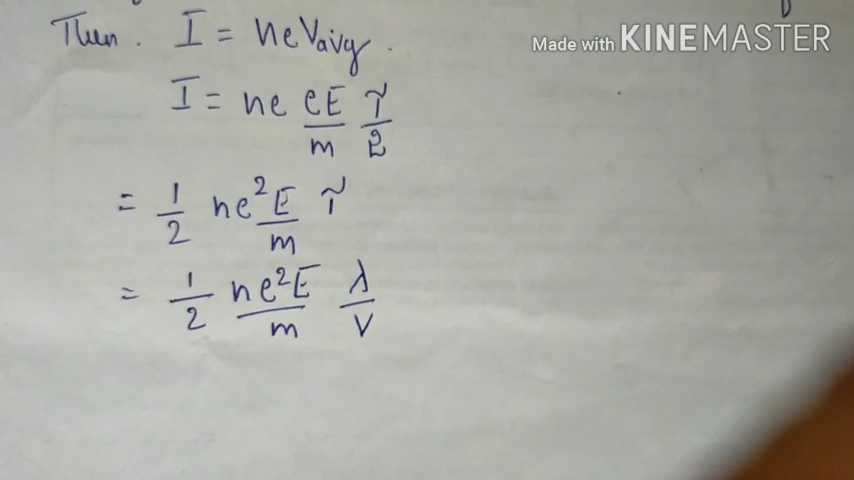 Then. I = neVavg.
Made with KINEMASTER
I = ne eE/m τ/2
= 1/2 ne²E/m τ
= 1/2 ne²E/m λ/V